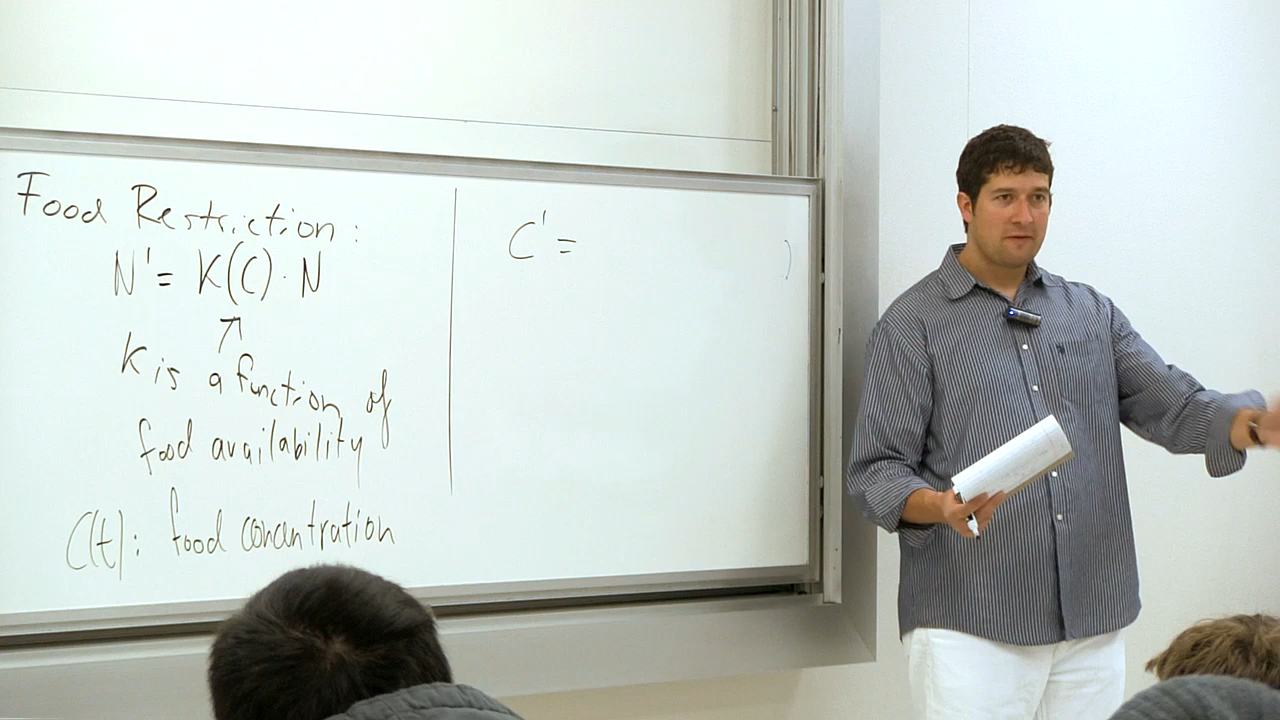 Food Restriction:
N' = K(C) · N
K is a function of
food availability
C(t): food concentration
C' =